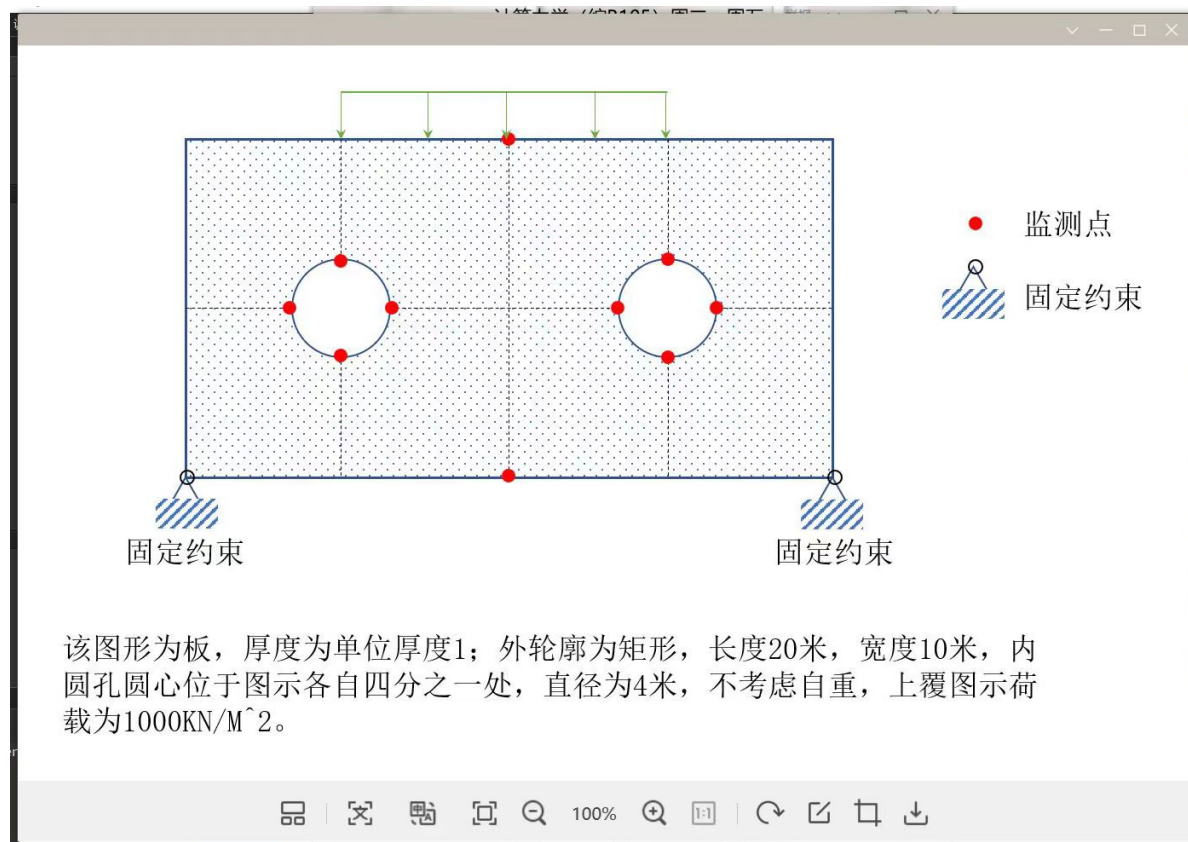 监测点
固定约束
固定约束
固定约束
该图形为板，厚度为单位厚度1；外轮廓为矩形，长度20米，宽度10米，内
圆孔圆心位于图示各自四分之一处，直径为4米，不考虑自重，上覆图示荷
载为1000KN/M^2。
100%
1:1